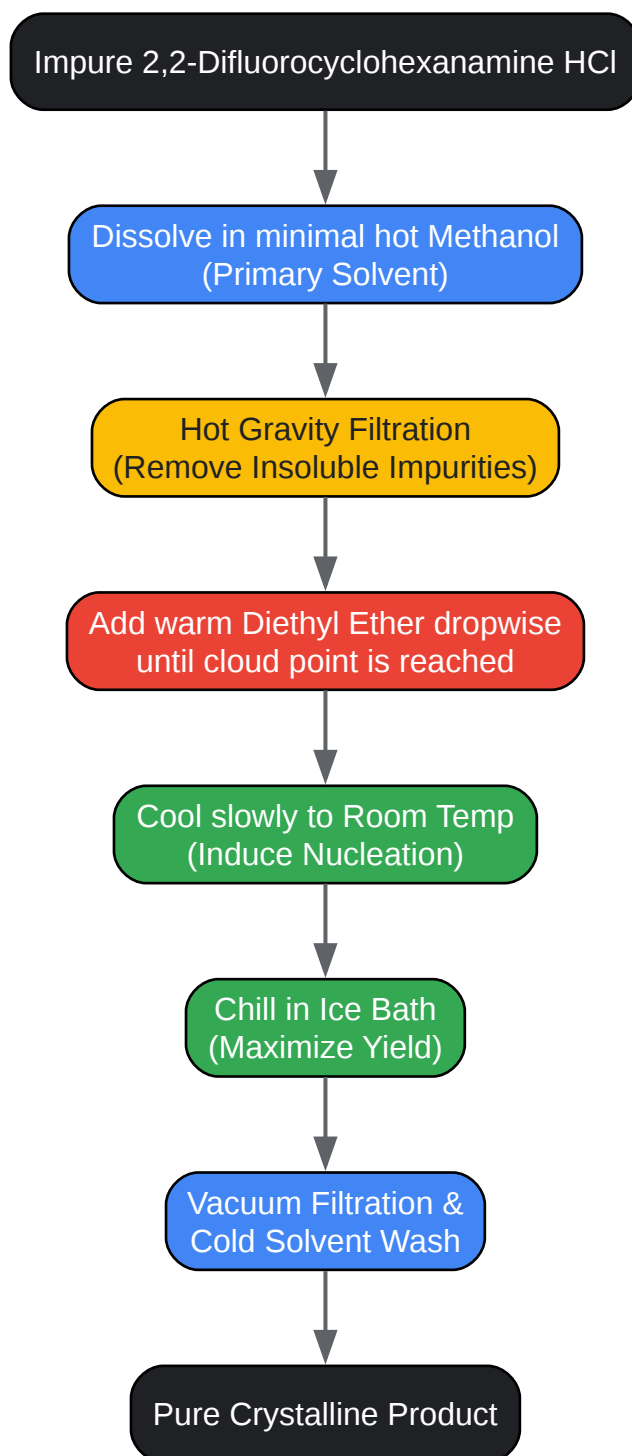 Impure 2,2-Difluorocyclohexanamine HCl
Dissolve in minimal hot Methanol
(Primary Solvent)
Hot Gravity Filtration
(Remove Insoluble Impurities)
Add warm Diethyl Ether dropwise
until cloud point is reached
Cool slowly to Room Temp
(Induce Nucleation)
Chill in Ice Bath
(Maximize Yield)
Vacuum Filtration &
Cold Solvent Wash
Pure Crystalline Product